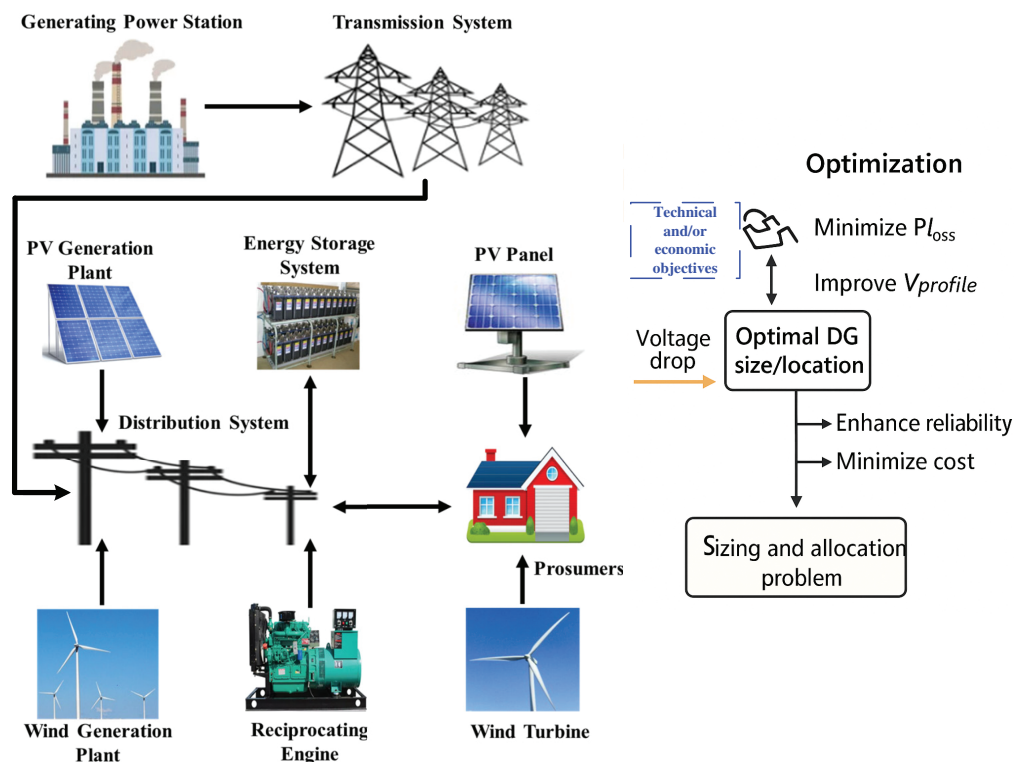 Generating Power Station
Transmission System
PV Generation
Plant
Energy Storage
System
PV Panel
Distribution System
Prosumers
Wind Generation
Plant
Reciprocating
Engine
Wind Turbine
Optimization
Technical
and/or
economic
objectives
Minimize Ploss
Improve Vprofile
Voltage
drop
Optimal DG
size/location
Enhance reliability
Minimize cost
Sizing and allocation
problem